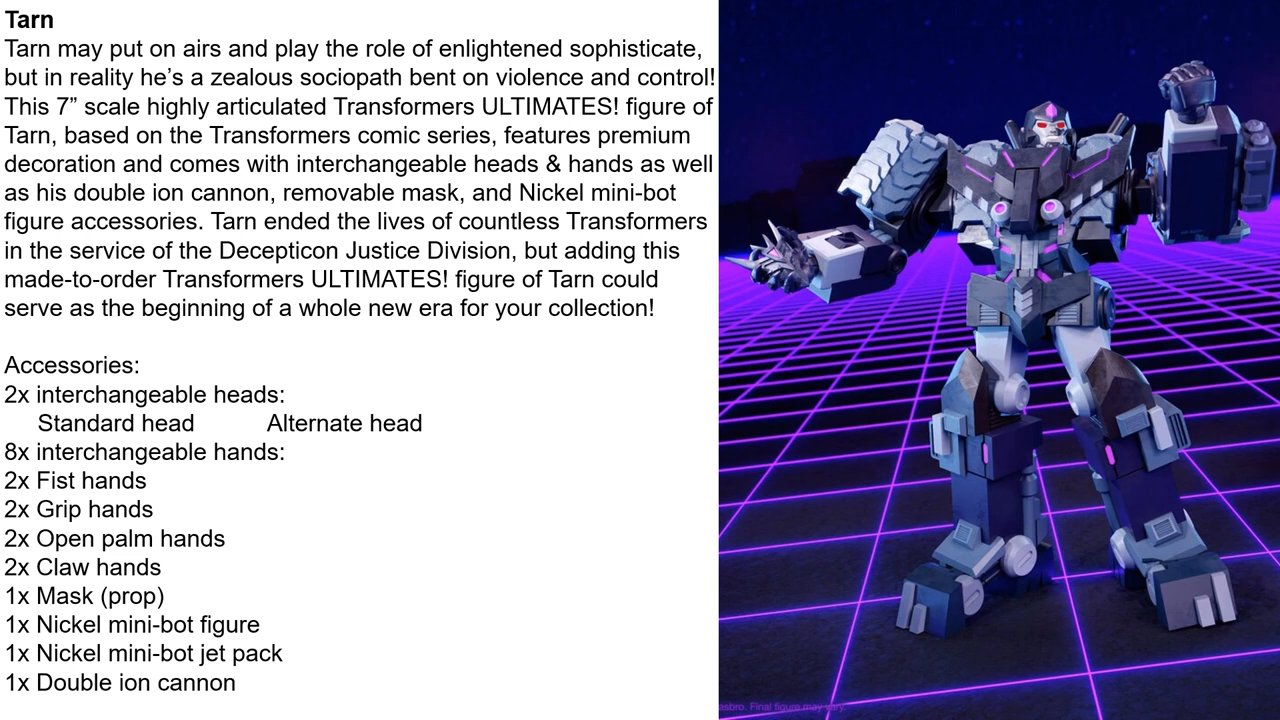 Tarn
Tarn may put on airs and play the role of enlightened sophisticate,
but in reality he’s a zealous sociopath bent on violence and control!
This 7” scale highly articulated Transformers ULTIMATES! figure of
Tarn, based on the Transformers comic series, features premium
decoration and comes with interchangeable heads & hands as well
as his double ion cannon, removable mask, and Nickel mini-bot
figure accessories. Tarn ended the lives of countless Transformers
in the service of the Decepticon Justice Division, but adding this
made-to-order Transformers ULTIMATES! figure of Tarn could
serve as the beginning of a whole new era for your collection!
Accessories:
2x interchangeable heads:
Standard head Alternate head
8x interchangeable hands:
2x Fist hands
2x Grip hands
2x Open palm hands
2x Claw hands
1x Mask (prop)
1x Nickel mini-bot figure
1x Nickel mini-bot jet pack
1x Double ion cannon
asbro. Final figure may vary.